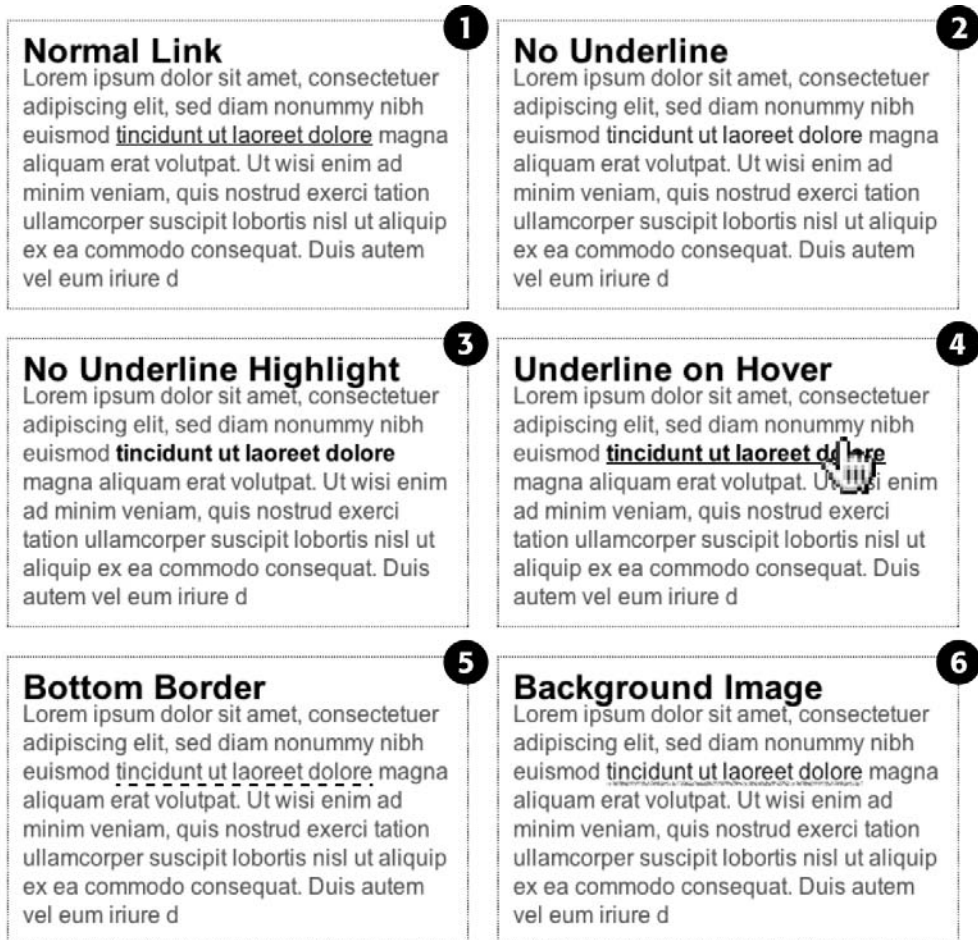 1
Normal Link
Lorem ipsum dolor sit amet, consectetuer
adipiscing elit, sed diam nonummy nibh
euismod tincidunt ut laoreet dolore magna
aliquam erat volutpat. Ut wisi enim ad
minim veniam, quis nostrud exerci tation
ullamcorper suscipit lobortis nisl ut aliquip
ex ea commodo consequat. Duis autem
vel eum iriure d
2
No Underline
Lorem ipsum dolor sit amet, consectetuer
adipiscing elit, sed diam nonummy nibh
euismod tincidunt ut laoreet dolore magna
aliquam erat volutpat. Ut wisi enim ad
minim veniam, quis nostrud exerci tation
ullamcorper suscipit lobortis nisl ut aliquip
ex ea commodo consequat. Duis autem
vel eum iriure d
3
No Underline Highlight
Lorem ipsum dolor sit amet, consectetuer
adipiscing elit, sed diam nonummy nibh
euismod tincidunt ut laoreet dolore
magna aliquam erat volutpat. Ut wisi enim
ad minim veniam, quis nostrud exerci
tation ullamcorper suscipit lobortis nisl ut
aliquip ex ea commodo consequat. Duis
autem vel eum iriure d
4
Underline on Hover
Lorem ipsum dolor sit amet, consectetuer
adipiscing elit, sed diam nonummy nibh
euismod tincidunt ut laoreet dolore
magna aliquam erat volutpat. Ut wisi enim
ad minim veniam, quis nostrud exerci
tation ullamcorper suscipit lobortis nisl ut
aliquip ex ea commodo consequat. Duis
autem vel eum iriure d
5
Bottom Border
Lorem ipsum dolor sit amet, consectetuer
adipiscing elit, sed diam nonummy nibh
euismod tincidunt ut laoreet dolore magna
aliquam erat volutpat. Ut wisi enim ad
minim veniam, quis nostrud exerci tation
ullamcorper suscipit lobortis nisl ut aliquip
ex ea commodo consequat. Duis autem
vel eum iriure d
6
Background Image
Lorem ipsum dolor sit amet, consectetuer
adipiscing elit, sed diam nonummy nibh
euismod tincidunt ut laoreet dolore magna
aliquam erat volutpat. Ut wisi enim ad
minim veniam, quis nostrud exerci tation
ullamcorper suscipit lobortis nisl ut aliquip
ex ea commodo consequat. Duis autem
vel eum iriure d